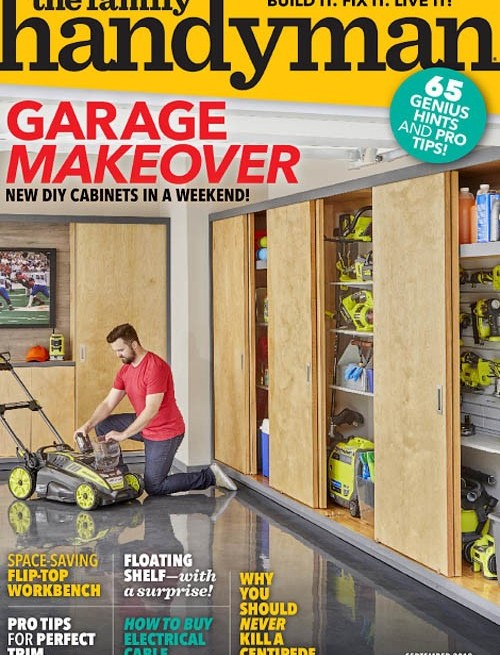 the family
BUILD IT. FIX IT. LIVE IT!
handyman
65
GENIUS
HINTS
AND PRO
TIPS!
GARAGE
MAKEOVER
NEW DIY CABINETS IN A WEEKEND!
SPACE-SAVING
FLIP-TOP
WORKBENCH
PRO TIPS
FOR PERFECT
TRIM
FLOATING
SHELF—with
a surprise!
HOW TO BUY
ELECTRICAL
CABLE
WHY
YOU
SHOULD
NEVER
KILL A
CENTIPEDE